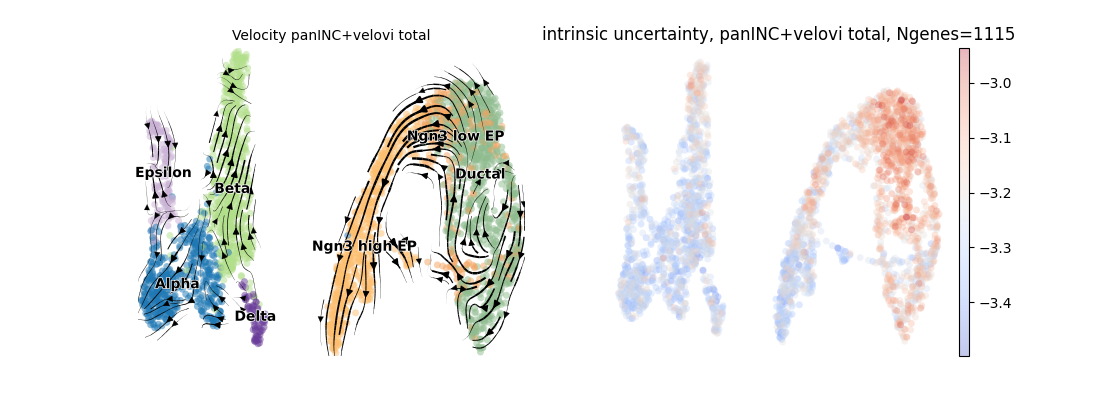 Velocity panINC+velovi total
Ngn3 low EP
Epsilon
Ductal
Beta
Ngn3 high EP
Alpha
Delta
intrinsic uncertainty, panINC+velovi total, Ngenes=1115
−3.0
−3.1
−3.2
−3.3
−3.4